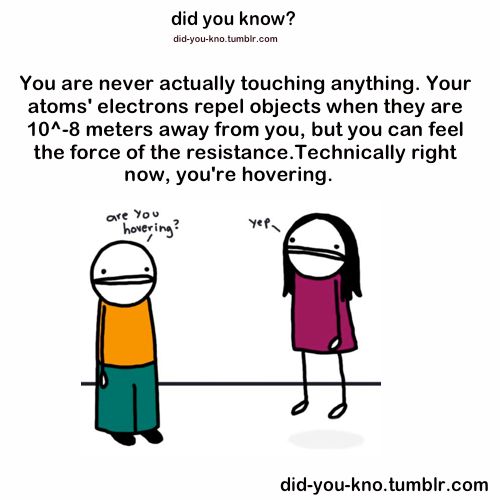 did you know?
did-you-kno.tumblr.com
You are never actually touching anything. Your
atoms' electrons repel objects when they are
10^-8 meters away from you, but you can feel
the force of the resistance.Technically right
now, you're hovering.
are You
hovering?
yep
did-you-kno.tumblr.com